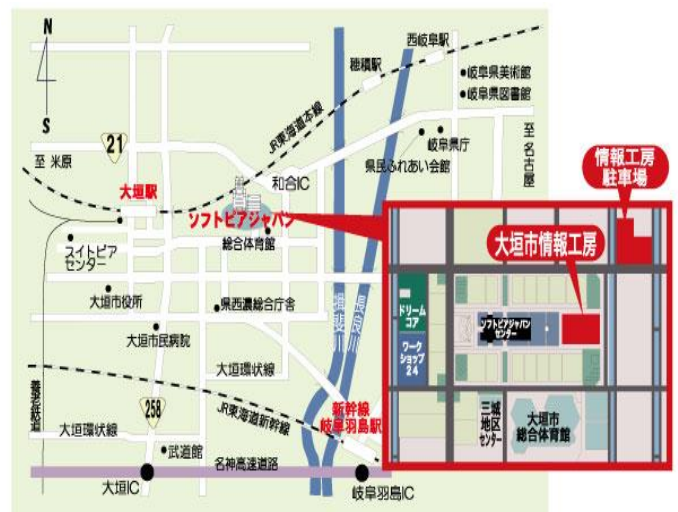 N
S
21
至 米原
大垣駅
スイトピア
センター
大垣市役所
大垣市民病院
養老鉄道
大垣環状線
258
武道館
大垣IC
名神高速道路
JR東海道新幹線
大垣環状線
県西濃総合庁舎
総合体育館
ソフトピアジャパン
和合IC
JR東海道本線
穂積駅
西岐阜駅
岐阜県美術館
岐阜県図書館
岐阜県庁
県民ふれあい会館
至 名古屋
揖斐川
長良川
新幹線
岐阜羽島駅
岐阜羽島IC
情報工房
駐車場
大垣市情報工房
ドリーム
コア
ワーク
ショップ
24
ソフトピアジャパン
センター
三城
地区
センター
大垣市
総合体育館